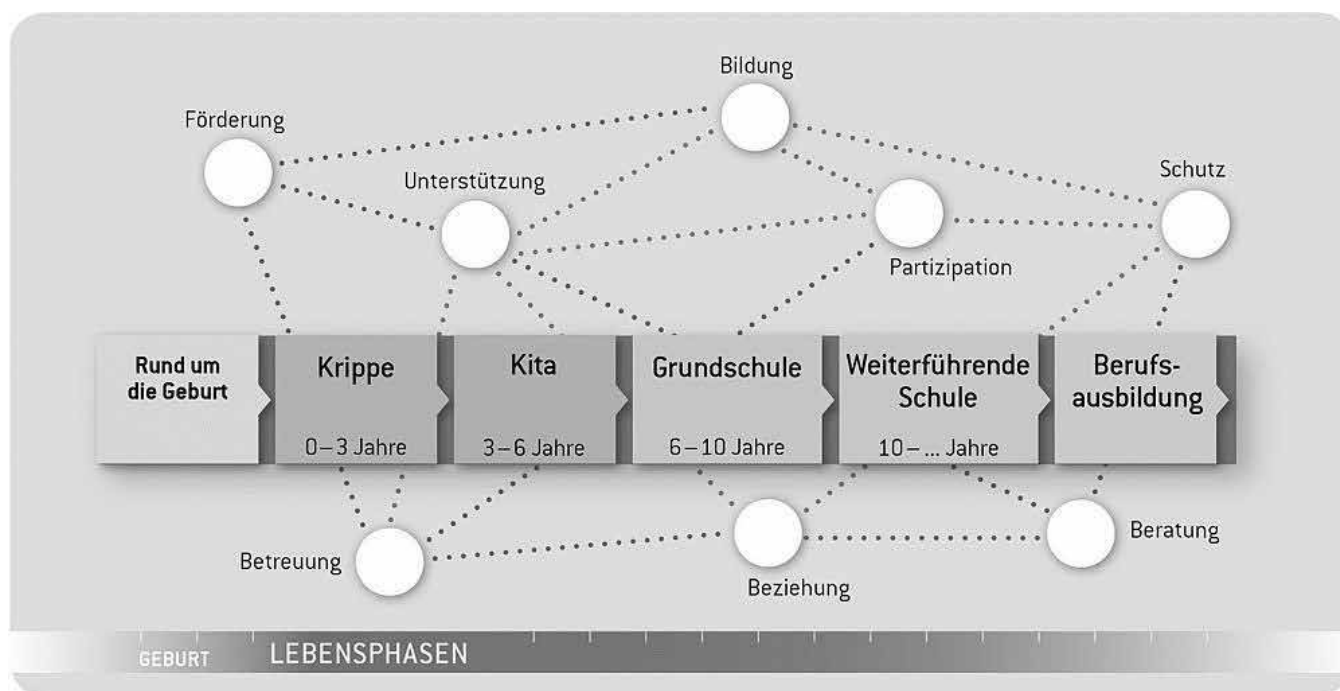 Bildung
Förderung
Unterstützung
Schutz
Partizipation
Rund um
die Geburt
Krippe
0–3 Jahre
Kita
3–6 Jahre
Grundschule
6–10 Jahre
Weiterführende
Schule
10– ... Jahre
Berufs-
ausbildung
Betreuung
Beziehung
Beratung
GEBURT
LEBENSPHASEN